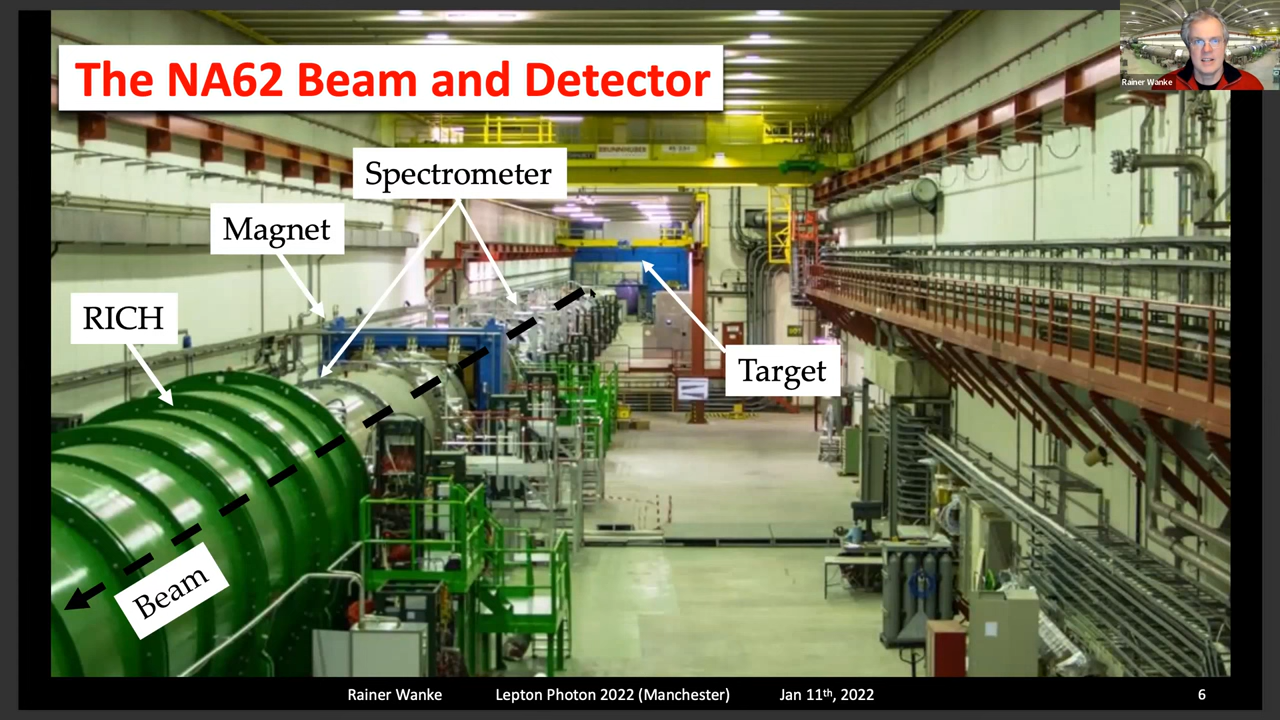 The NA62 Beam and Detector
Rainer Wanke
BRUNNHUBER
Spectrometer
Magnet
RICH
Target
Beam
Rainer Wanke Lepton Photon 2022 (Manchester) Jan 11th, 2022 6